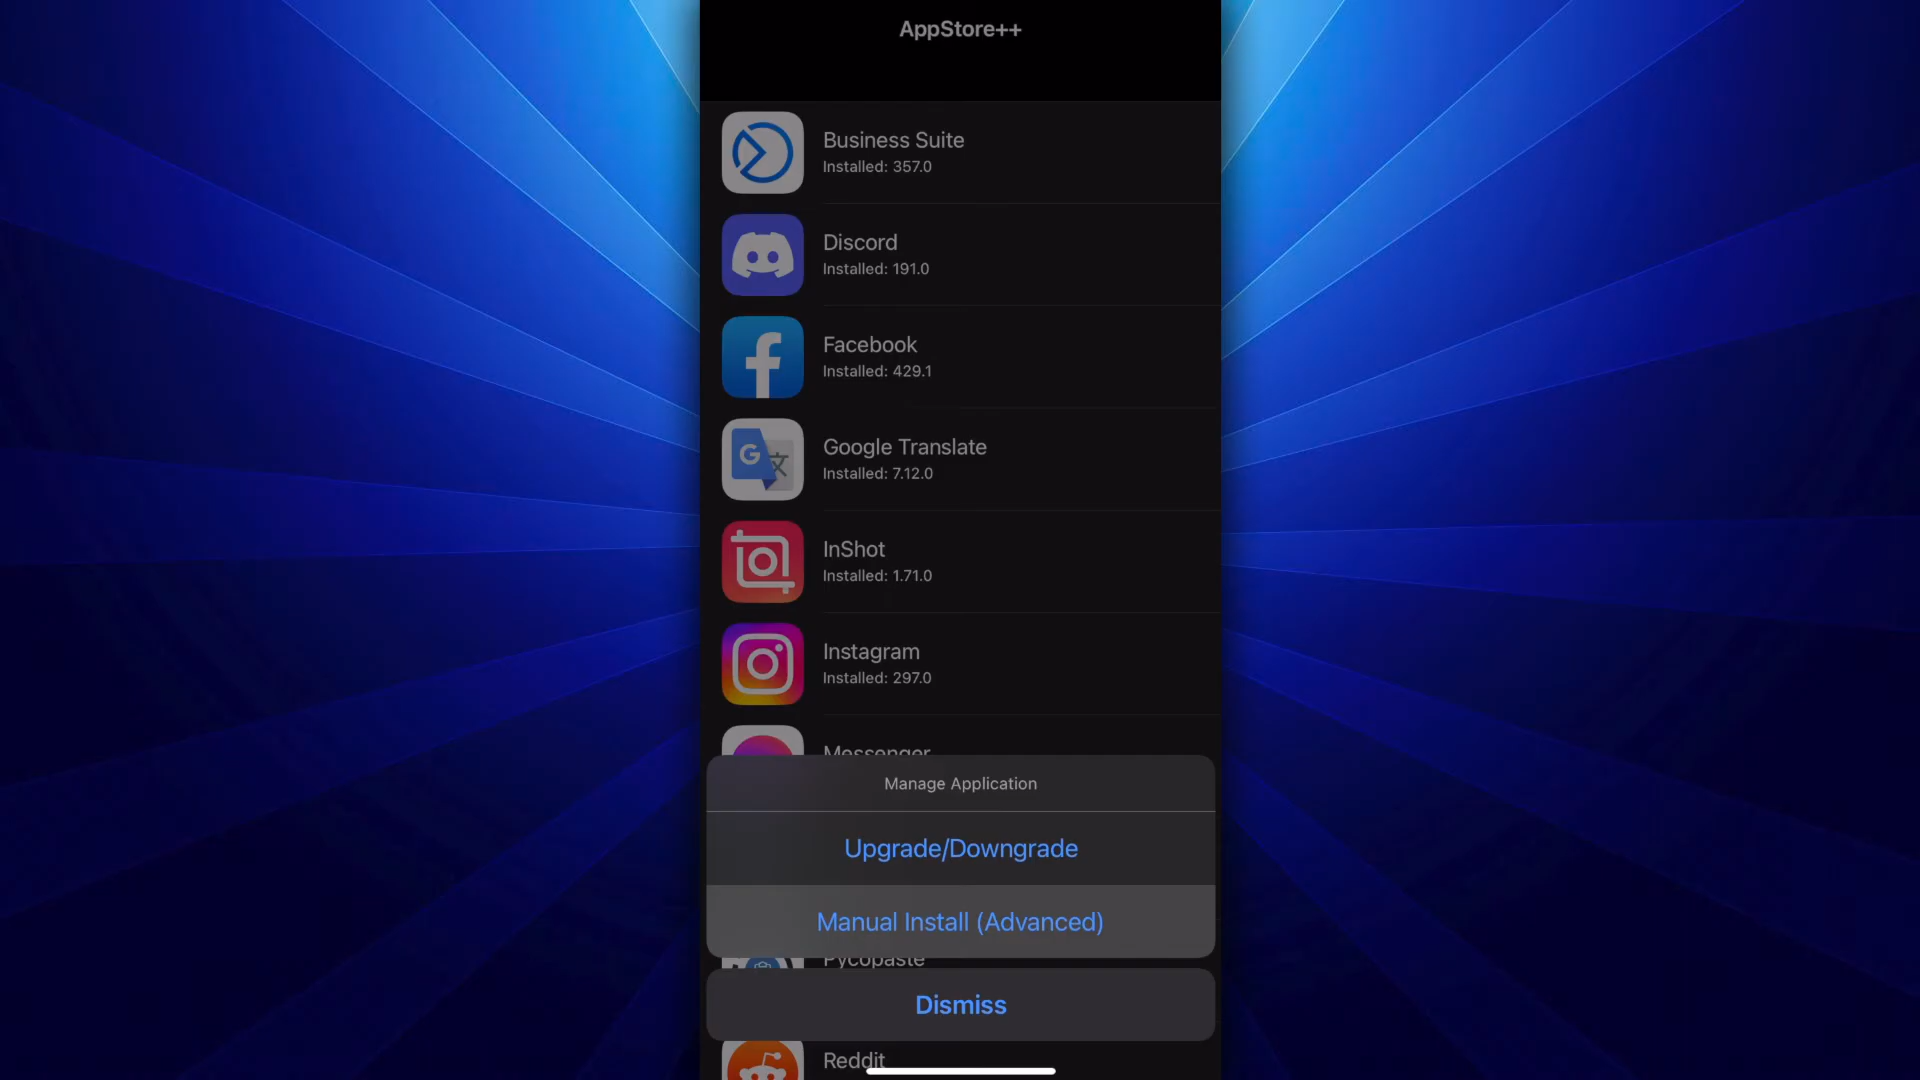 AppStore++
Business Suite
Installed: 357.0
Discord
Installed: 191.0
Facebook
Installed: 429.1
Google Translate
Installed: 7.12.0
InShot
Installed: 1.71.0
Instagram
Installed: 297.0
Messenger
Manage Application
Upgrade/Downgrade
Manual Install (Advanced)
Pycopaste
Dismiss
Reddit